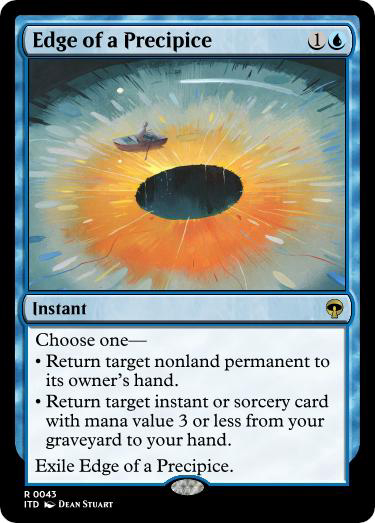 Edge of a Precipice 1
Instant
Choose one—
• Return target nonland permanent to
its owner's hand.
• Return target instant or sorcery card
with mana value 3 or less from your
graveyard to your hand.
Exile Edge of a Precipice.
R 0043
ITD DEAN STUART